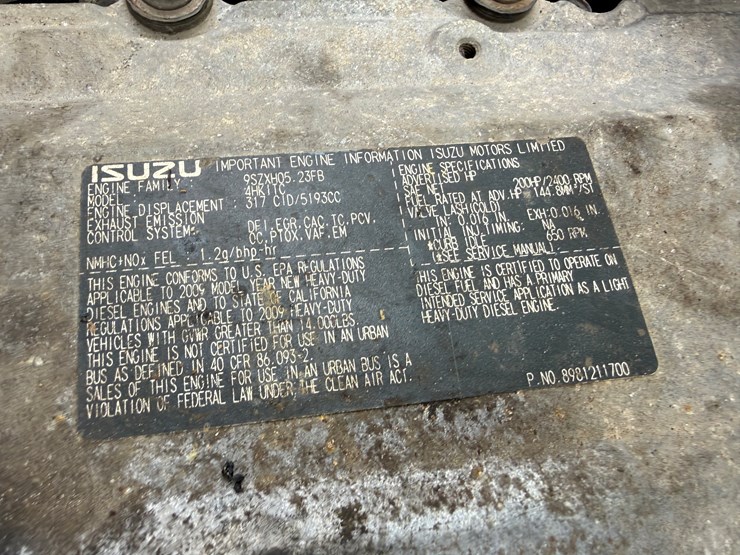 ISUZU IMPORTANT ENGINE INFORMATION ISUZU MOTORS LIMITED
ENGINE FAMILY : 9SZXH05.23FB
MODEL : 4HK1TC
ENGINE DISPLACEMENT : 317 CID/5193CC
EXHAUST EMISSION
CONTROL SYSTEM : DFI,EGR,CAC,TC,PCV,
CC,PTOX,VAF,EM
NMHC+NOx FEL : 1.2g/bhp-hr
THIS ENGINE CONFORMS TO U.S. EPA REGULATIONS
APPLICABLE TO 2009 MODEL YEAR NEW HEAVY-DUTY
DIESEL ENGINES AND TO STATE OF CALIFORNIA
REGULATIONS APPLICABLE TO 2009 HEAVY-DUTY
VEHICLES WITH GVWR GREATER THAN 14,000LBS.
THIS ENGINE IS NOT CERTIFIED FOR USE IN AN URBAN
BUS AS DEFINED IN 40 CFR 86.093-2.
SALES OF THIS ENGINE FOR USE IN AN URBAN BUS IS A
VIOLATION OF FEDERAL LAW UNDER THE CLEAN AIR ACT.
ENGINE SPECIFICATIONS
ADVERTISED HP
SAE NET 200HP/2400 RPM
FUEL RATED AT ADV.HP 144.8MM³/ST
VALVE LASH(COLD)
INT:0.016 IN. EXH:0.016 IN.
INITIAL INJ.TIMING: NA
*CURB IDLE 650 RPM
(*SEE SERVICE MANUAL)
THIS ENGINE IS CERTIFIED TO OPERATE ON
DIESEL FUEL AND HAS A PRIMARY
INTENDED SERVICE APPLICATION AS A LIGHT
HEAVY-DUTY DIESEL ENGINE.
P.NO.8981211700